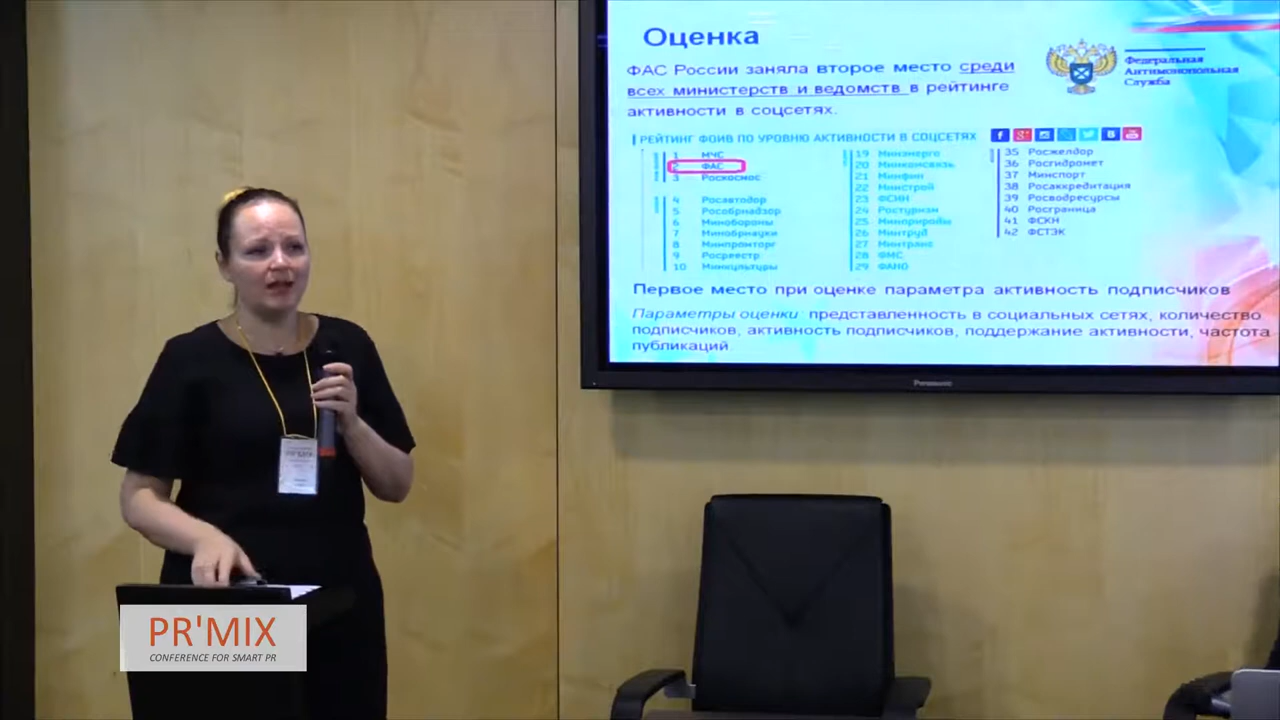 Оценка
ФАС России заняла второе место среди
всех министерств и ведомств в рейтинге
активности в соцсетях.
Федеральная
Антимонопольная
Служба
РЕЙТИНГ ФОИВ ПО УРОВНЮ АКТИВНОСТИ В СОЦСЕТЯХ
1 МЧС
2 ФАС
3 Роскосмос
4 Росавтодор
5 Рособрнадзор
6 Минобороны
7 Минобрнауки
8 Минпромторг
9 Росреестр
10 Минкультуры
19 Минэнерго
20 Минкомсвязь
21 Минфин
22 Минстрой
23 ФСИН
24 Ростуризм
25 Минприроды
26 Минтруд
27 Минтранс
28 ФМС
29 ФАНО
35 Росжелдор
36 Росгидромет
37 Минспорт
38 Росаккредитация
39 Росводресурсы
40 Росграница
41 ФСКН
42 ФСТЭК
Первое место при оценке параметра активность подписчиков
Параметры оценки: представленность в социальных сетях, количество
подписчиков, активность подписчиков, поддержание активности, частота
публикаций.
Panasonic
PR'MIX
PR'MIX
CONFERENCE FOR SMART PR